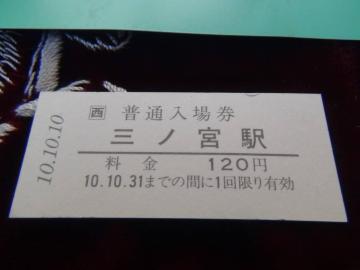 10.10.10
西 普通入場券
三ノ宮駅
料金 120円
10.10.31までの間に1回限り有効